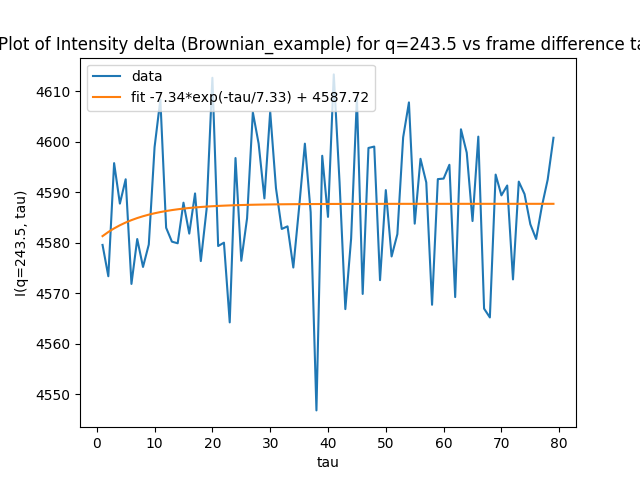 Plot of Intensity delta (Brownian_example) for q=243.5 vs frame difference ta
data
fit -7.34*exp(-tau/7.33) + 4587.72
4610
4600
4590
4580
4570
4560
4550
I(q=243.5, tau)
0 10 20 30 40 50 60 70 80
tau